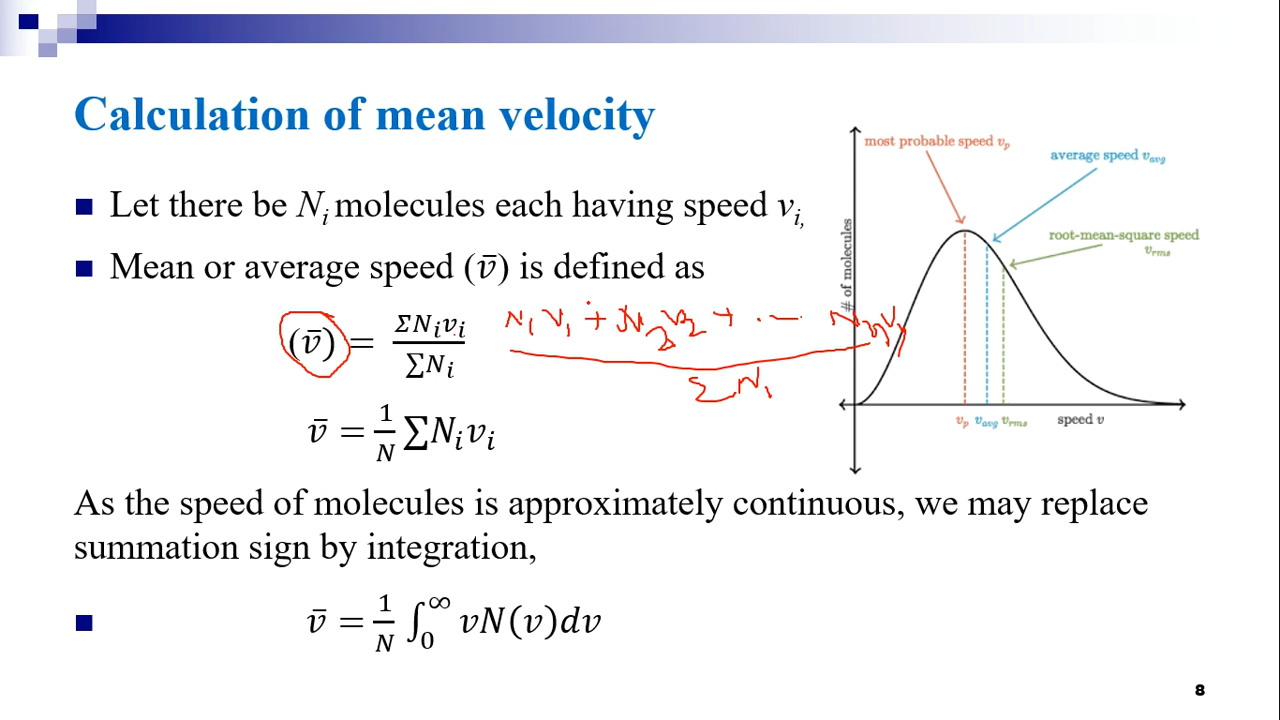 Calculation of mean velocity
■ Let there be Nᵢ molecules each having speed vᵢ,
■ Mean or average speed (v̄) is defined as
(v̄) = ΣNᵢvᵢ / ∑Nᵢ
N₁V₁ + N₂V₂ + .—
ΣNᵢ
v̄ = 1/N ∑Nᵢvᵢ
As the speed of molecules is approximately continuous, we may replace
summation sign by integration,
■ v̄ = 1/N ∫₀^∞ vN(v)dv
most probable speed vₚ
average speed v_avg
root-mean-square speed
v_rms
# of molecules
vₚ v_avg v_rms speed v
8